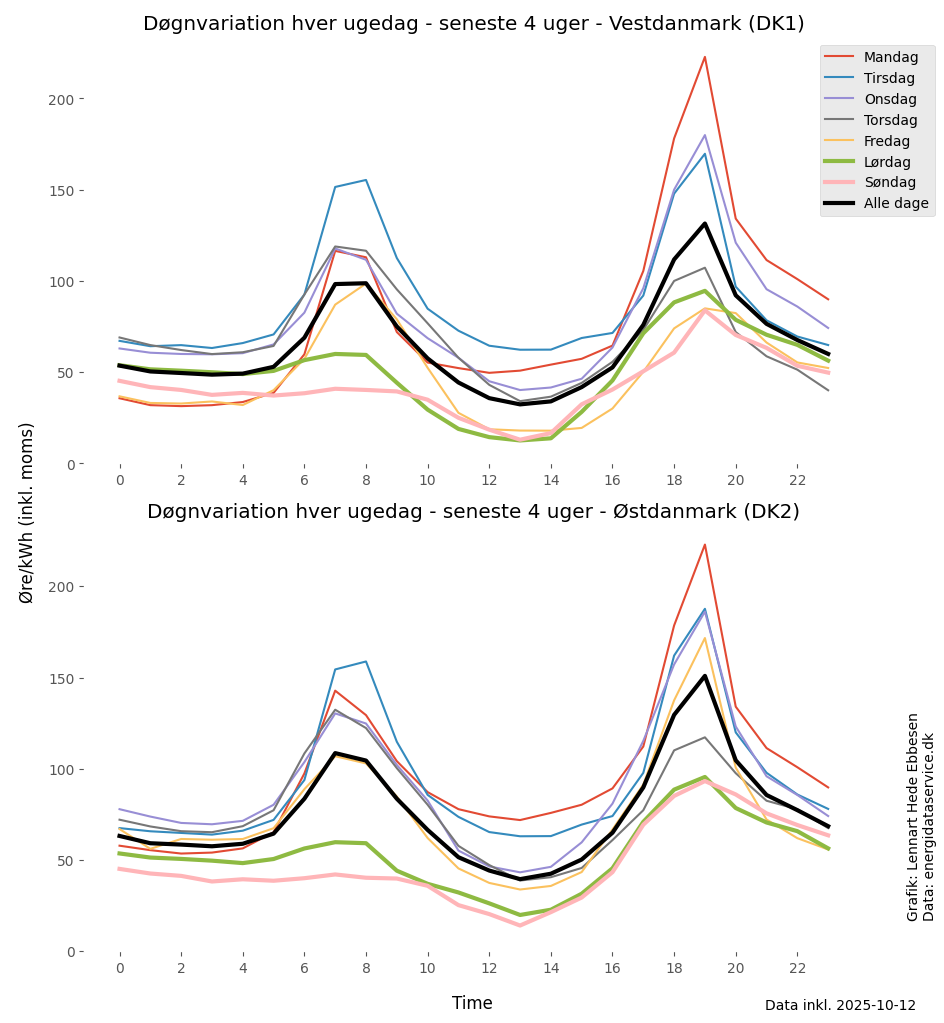 Døgnvariation hver ugedag - seneste 4 uger - Vestdanmark (DK1)
Mandag
Tirsdag
Onsdag
Torsdag
Fredag
Lørdag
Søndag
Alle dage
200
150
100
50
0
0 2 4 6 8 10 12 14 16 18 20 22
Øre/kWh (inkl. moms)
Døgnvariation hver ugedag - seneste 4 uger - Østdanmark (DK2)
200
150
100
50
0
0 2 4 6 8 10 12 14 16 18 20 22
Time
Grafik: Lennart Hede Ebbesen
Data: energidataservice.dk
Data inkl. 2025-10-12